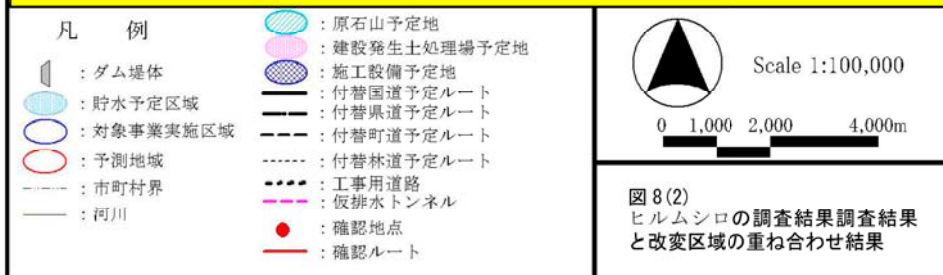 凡 例
：ダム堤体
：貯水予定区域
：対象事業実施区域
：予測地域
：市町村界
：河川
：原石山予定地
：建設発生土処理場予定地
：施工設備予定地
：付替国道予定ルート
：付替県道予定ルート
：付替町道予定ルート
：付替林道予定ルート
：工事用道路
：仮排水トンネル
：確認地点
：確認ルート
Scale 1:100,000
0 1,000 2,000 4,000m
図8(2)
ヒルムシロの調査結果調査結果
と改変区域の重ね合わせ結果